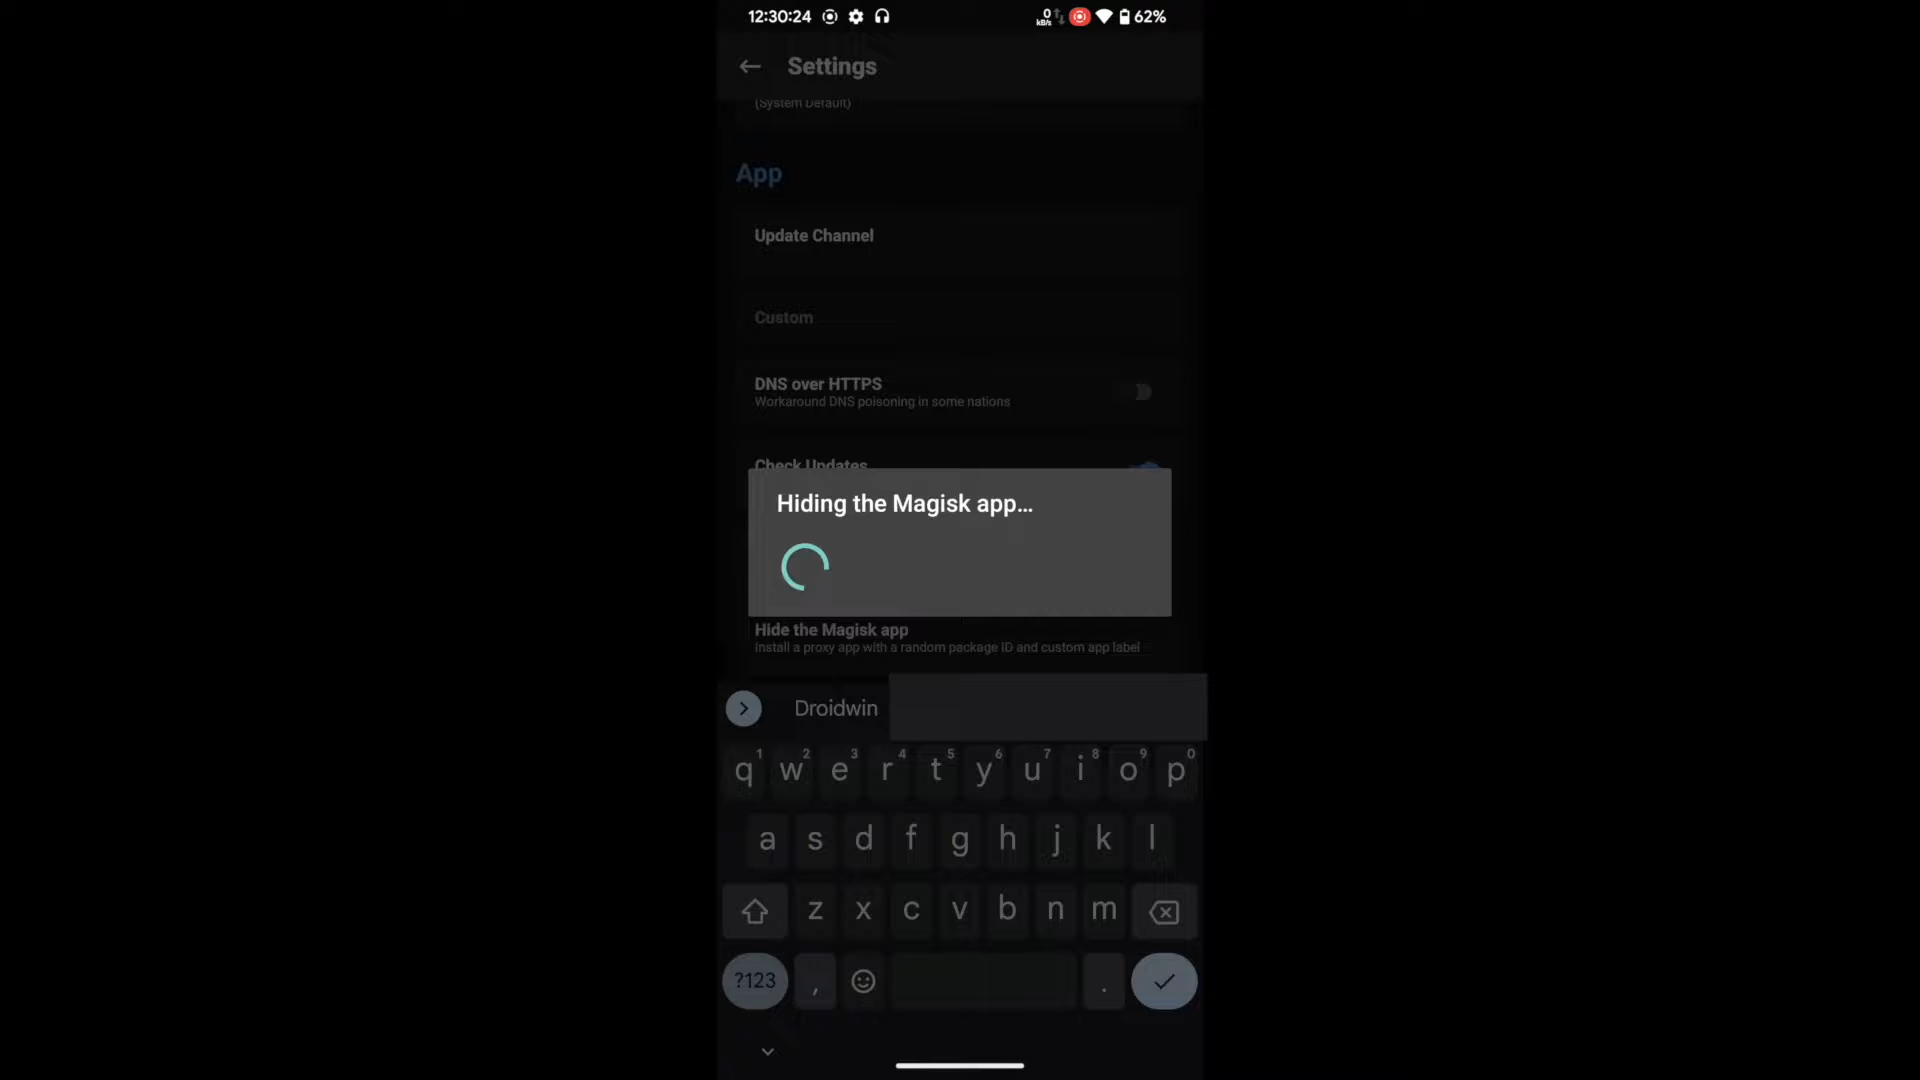 12:30:24 0 kB/s 62%
Settings
(System Default)
App
Update Channel
Custom
DNS over HTTPS
Workaround DNS poisoning in some nations
Check Updates
Hiding the Magisk app...
Hide the Magisk app
Install a proxy app with a random package ID and custom app label
Droidwin
1 2 3 4 5 6 7 8 9 0
q w e r t y u i o p
a s d f g h j k l
z x c v b n m
?123 , .